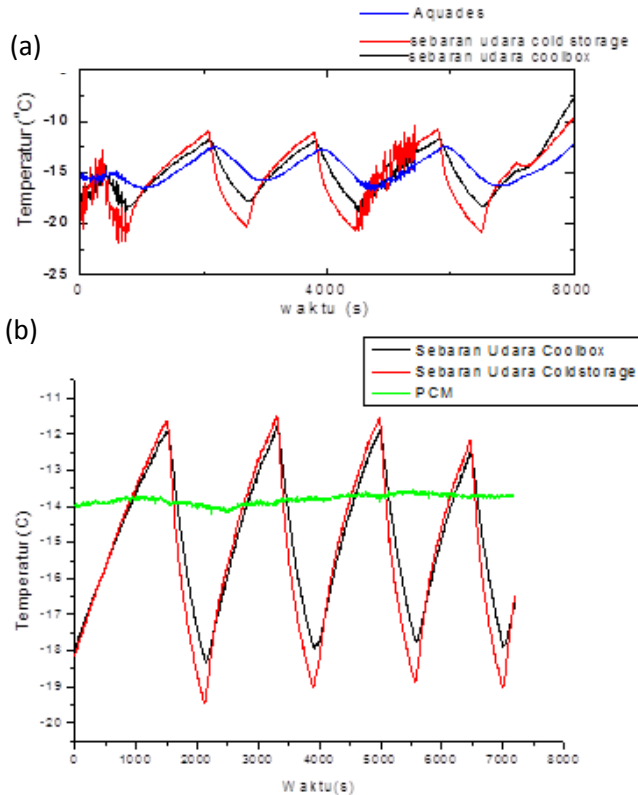 Aquades
(a)
sebaran udara cold storage
sebaran udara coolbox
Temperatur (°C)
-5
-10
-15
-20
-25
0
4000
8000
waktu (s)
(b)
Sebaran Udara Coolbox
Sebaran Udara Coldstorage
PCM
Temperatur (C)
-11
-12
-13
-14
-15
-16
-17
-18
-19
-20
0
1000
2000
3000
4000
5000
6000
7000
8000
Waktu(s)